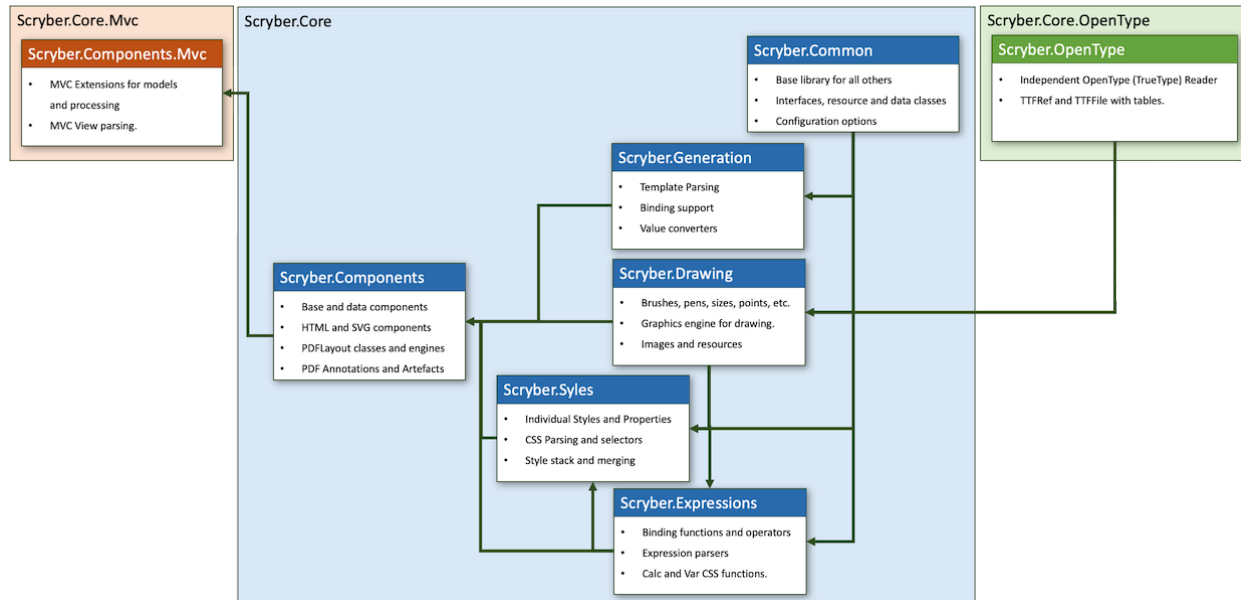 Scryber.Core.Mvc
Scryber.Components.Mvc
• MVC Extensions for models
and processing
• MVC View parsing.
Scryber.Core
Scryber.Common
• Base library for all others
• Interfaces, resource and data classes
• Configuration options
Scryber.Core.OpenType
Scryber.OpenType
• Independent OpenType (TrueType) Reader
• TTFRef and TTFFile with tables.
Scryber.Generation
• Template Parsing
• Binding support
• Value converters
Scryber.Components
• Base and data components
• HTML and SVG components
• PDFLayout classes and engines
• PDF Annotations and Artefacts
Scryber.Drawing
• Brushes, pens, sizes, points, etc.
• Graphics engine for drawing.
• Images and resources
Scryber.Syles
• Individual Styles and Properties
• CSS Parsing and selectors
• Style stack and merging
Scryber.Expressions
• Binding functions and operators
• Expression parsers
• Calc and Var CSS functions.